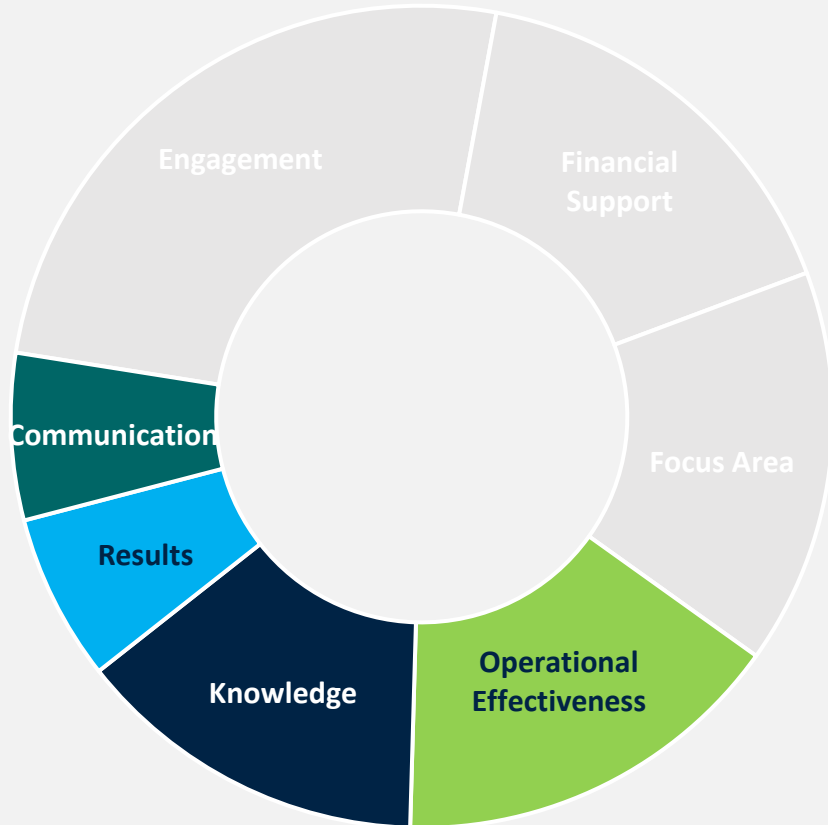 Engagement
Financial
Support
Communication
Focus Area
Results
Operational
Effectiveness
Knowledge